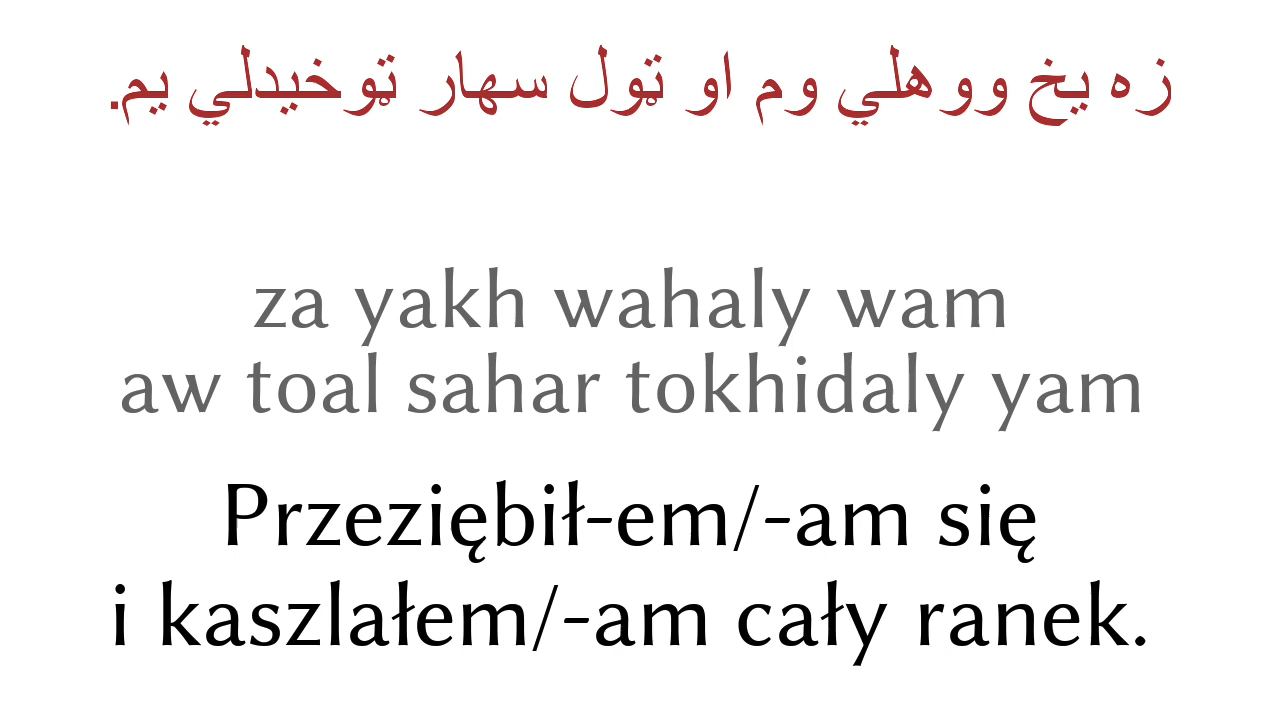 زه يخ ووهلي وم او ټول سهار ټوخيدلي يم.
za yakh wahaly wam
aw toal sahar tokhidaly yam
Przeziębił-em/-am się
i kaszlałem/-am cały ranek.